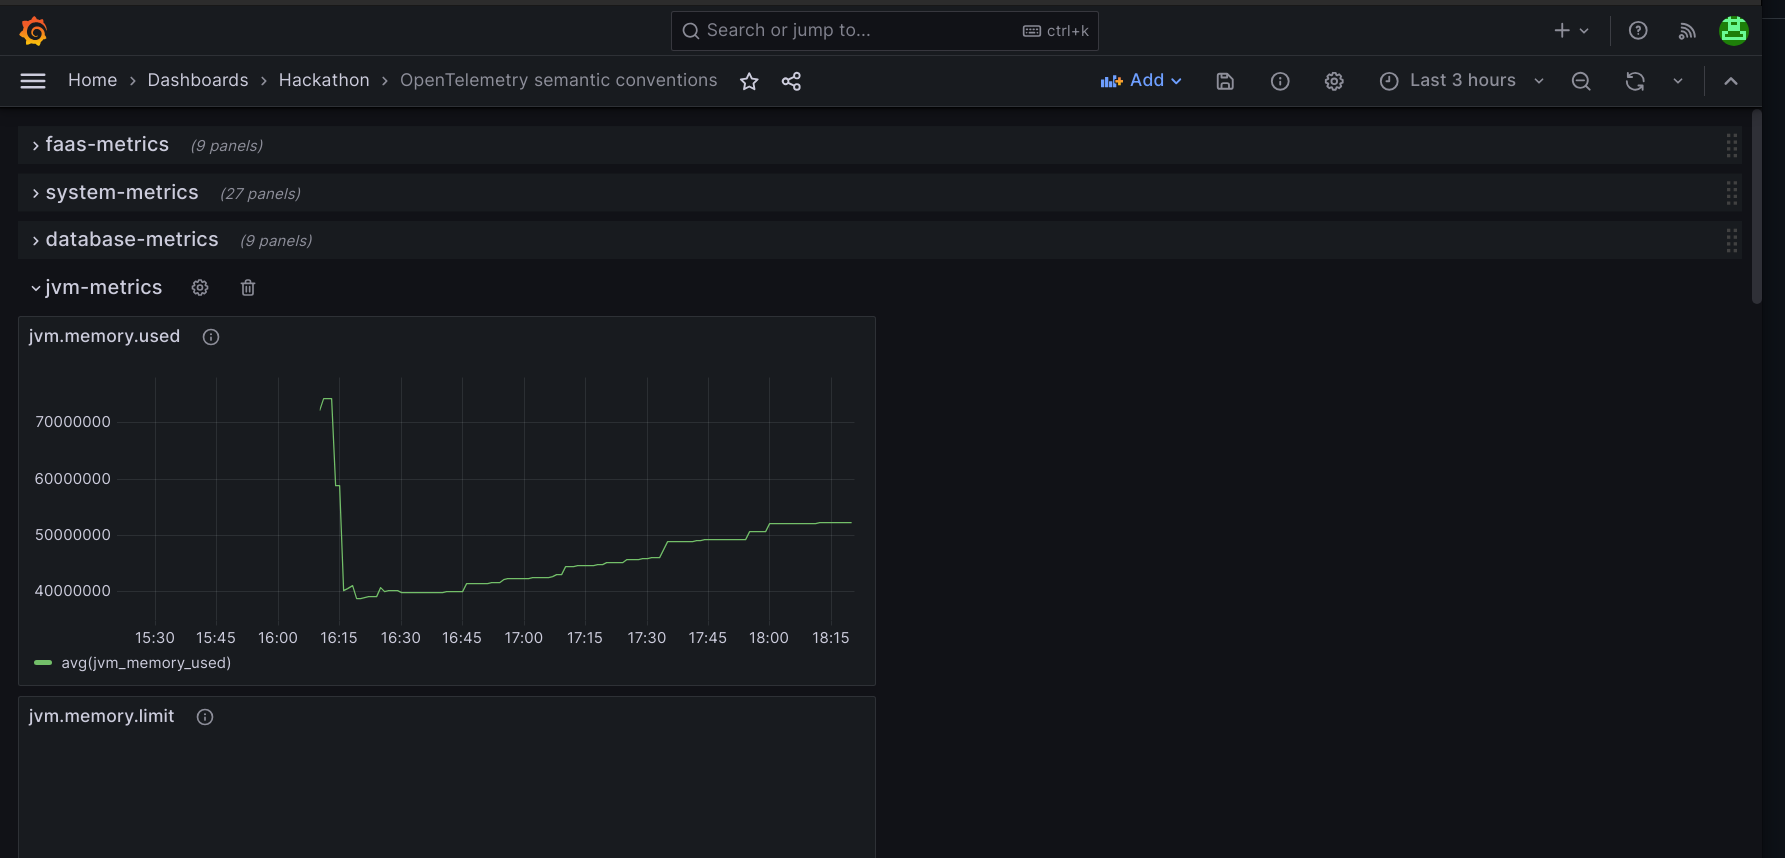 Search or jump to... ctrl+k
Home › Dashboards › Hackathon › OpenTelemetry semantic conventions Add Last 3 hours
faas-metrics (9 panels)
system-metrics (27 panels)
database-metrics (9 panels)
jvm-metrics
jvm.memory.used
70000000
60000000
50000000
40000000
15:30 15:45 16:00 16:15 16:30 16:45 17:00 17:15 17:30 17:45 18:00 18:15
avg(jvm_memory_used)
jvm.memory.limit